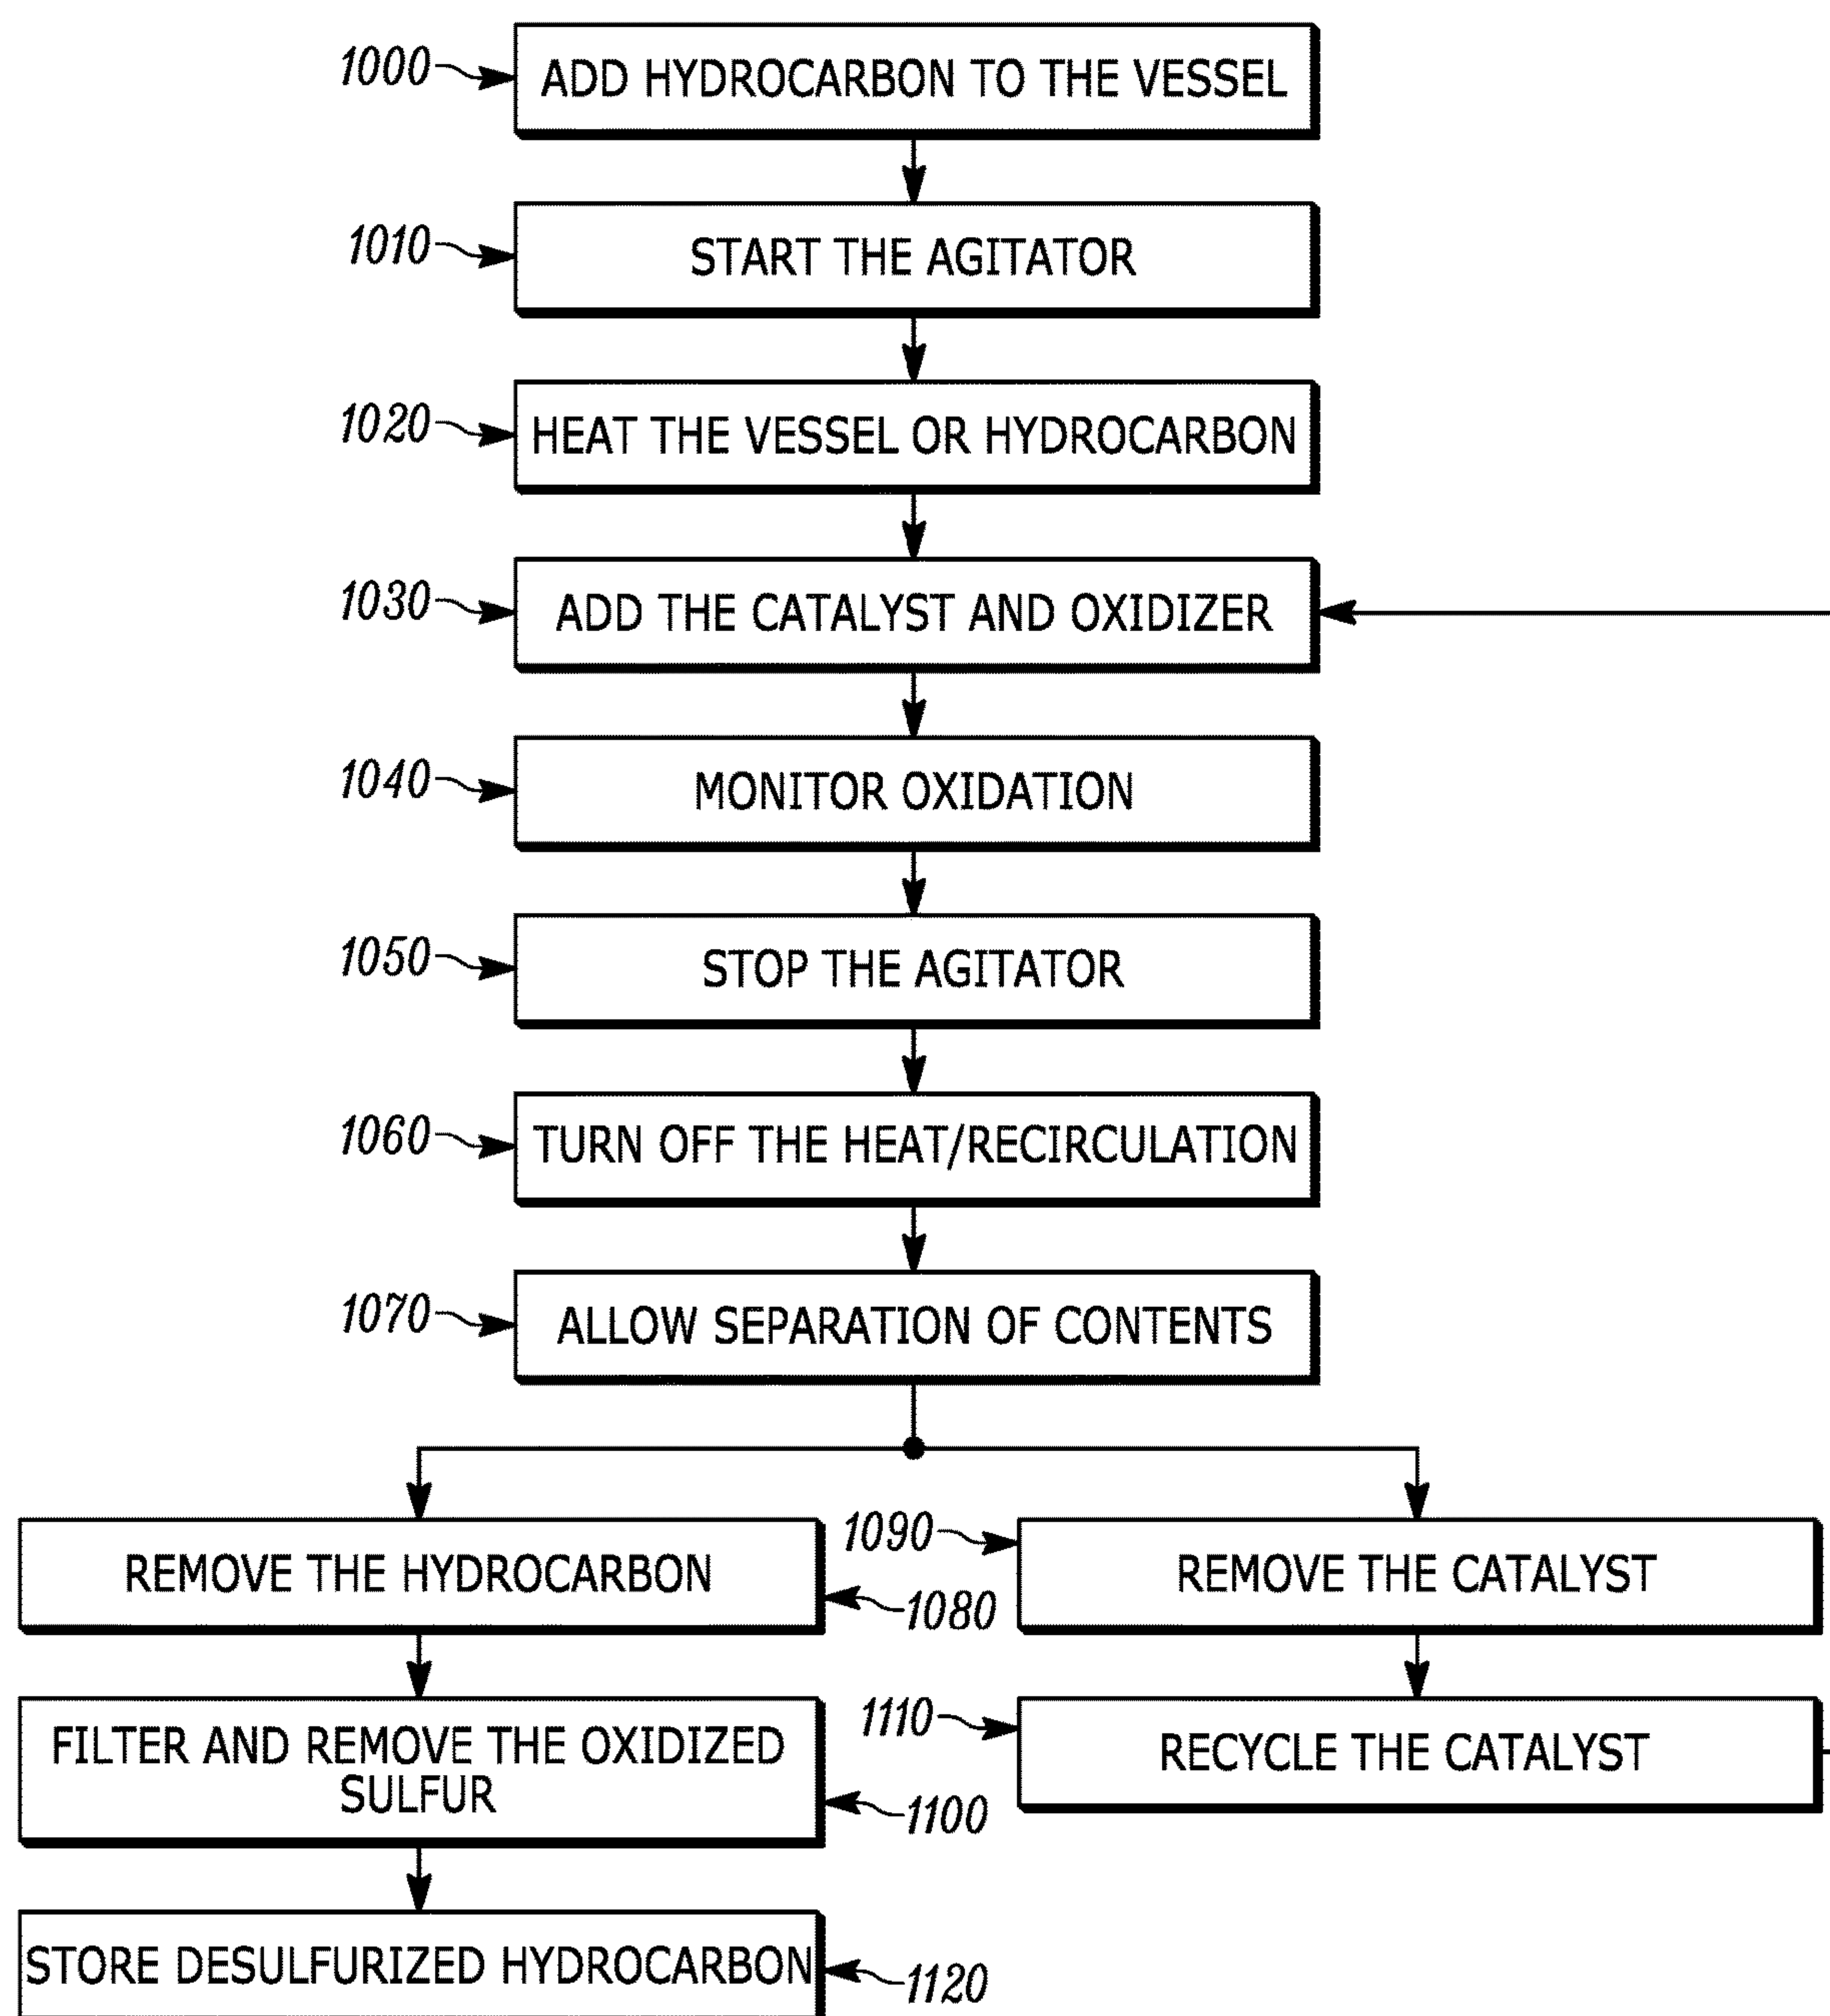 1000
ADD HYDROCARBON TO THE VESSEL
1010
START THE AGITATOR
1020
HEAT THE VESSEL OR HYDROCARBON
1030
ADD THE CATALYST AND OXIDIZER
1040
MONITOR OXIDATION
1050
STOP THE AGITATOR
1060
TURN OFF THE HEAT/RECIRCULATION
1070
ALLOW SEPARATION OF CONTENTS
REMOVE THE HYDROCARBON
1080
1090
REMOVE THE CATALYST
FILTER AND REMOVE THE OXIDIZED
SULFUR
1100
1110
RECYCLE THE CATALYST
STORE DESULFURIZED HYDROCARBON
1120